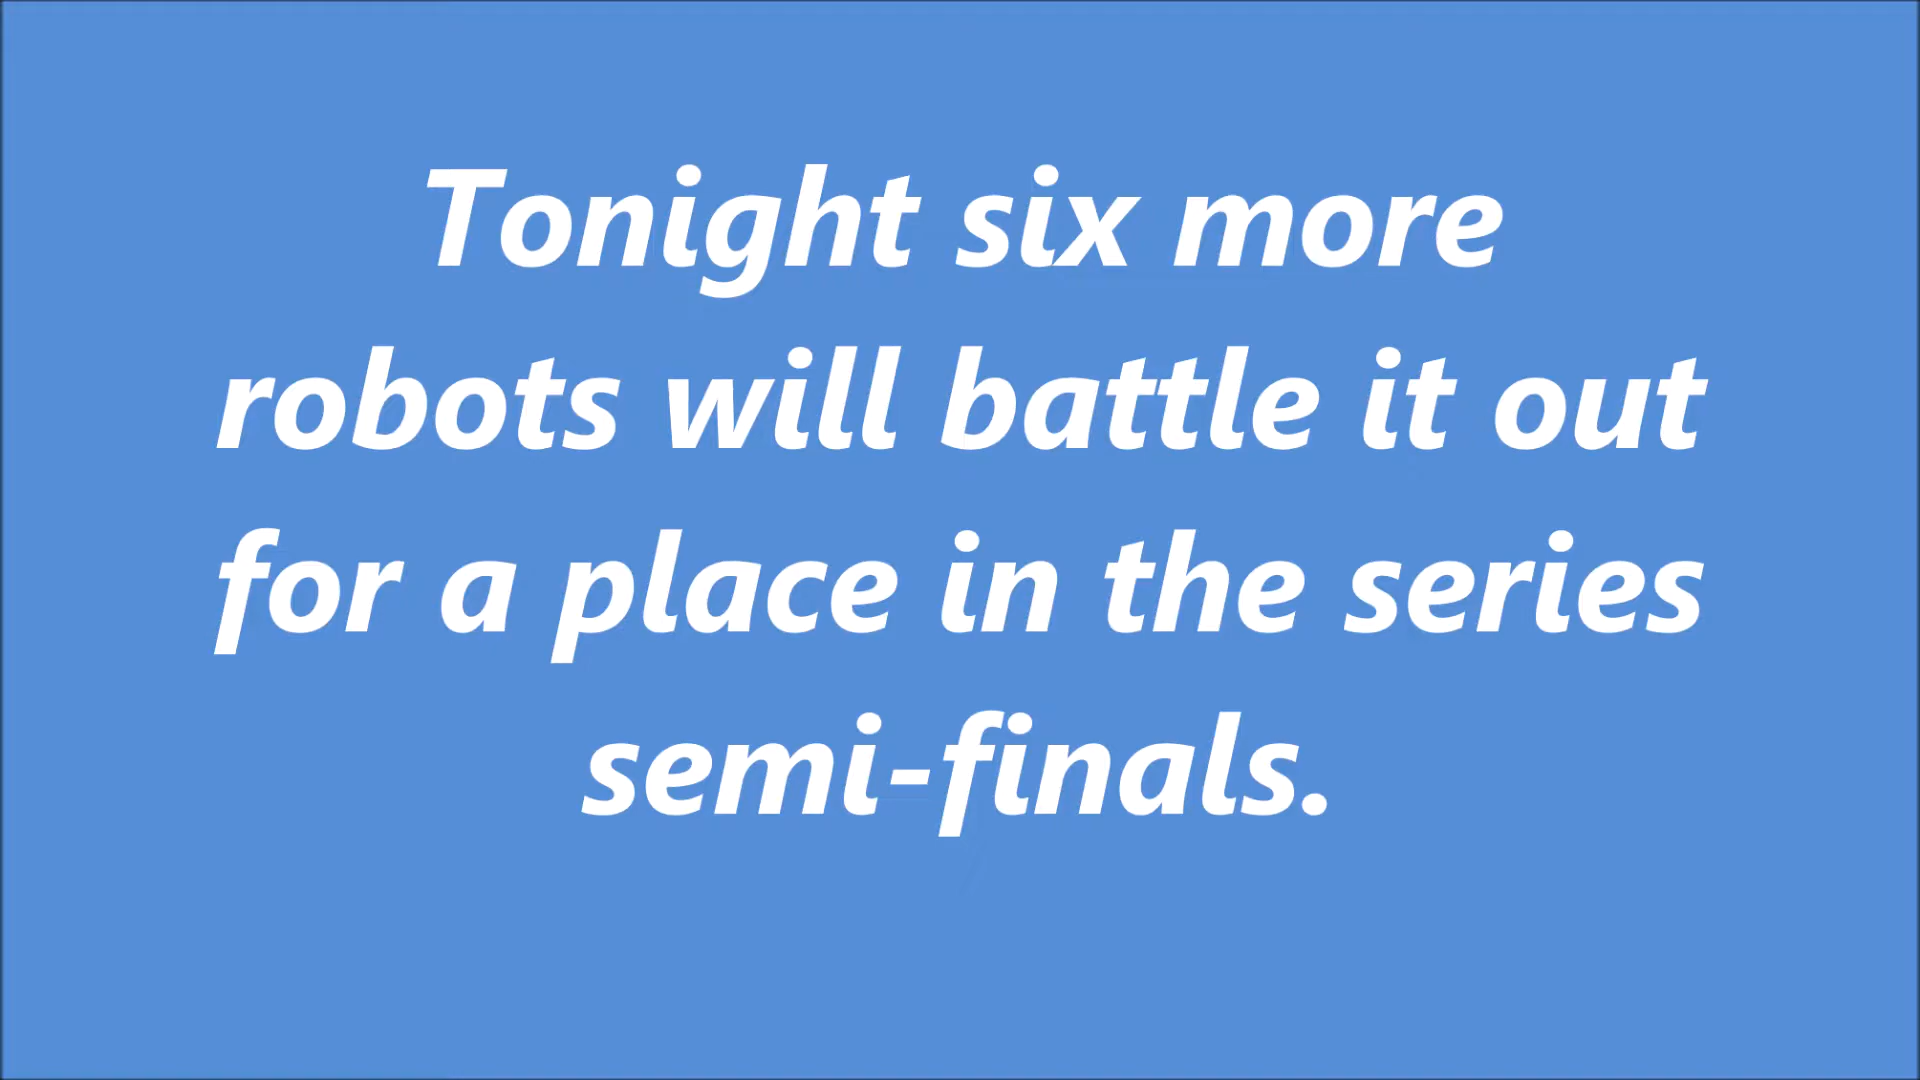 Tonight six more
robots will battle it out
for a place in the series
semi-finals.